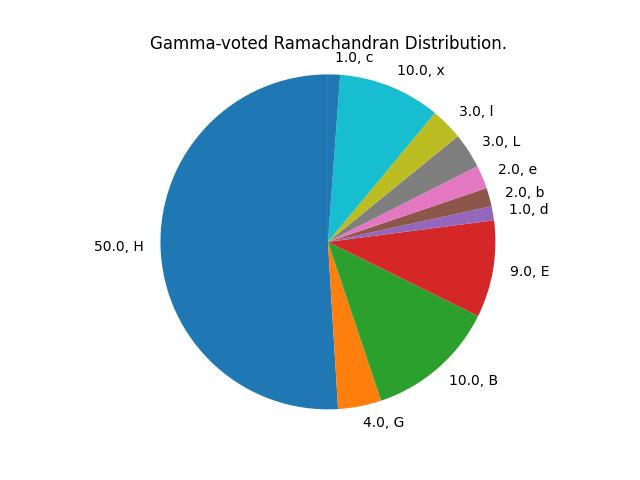 Gamma-voted Ramachandran Distribution.
1.0, c
10.0, x
3.0, l
3.0, L
2.0, e
2.0, b
1.0, d
50.0, H
9.0, E
10.0, B
4.0, G